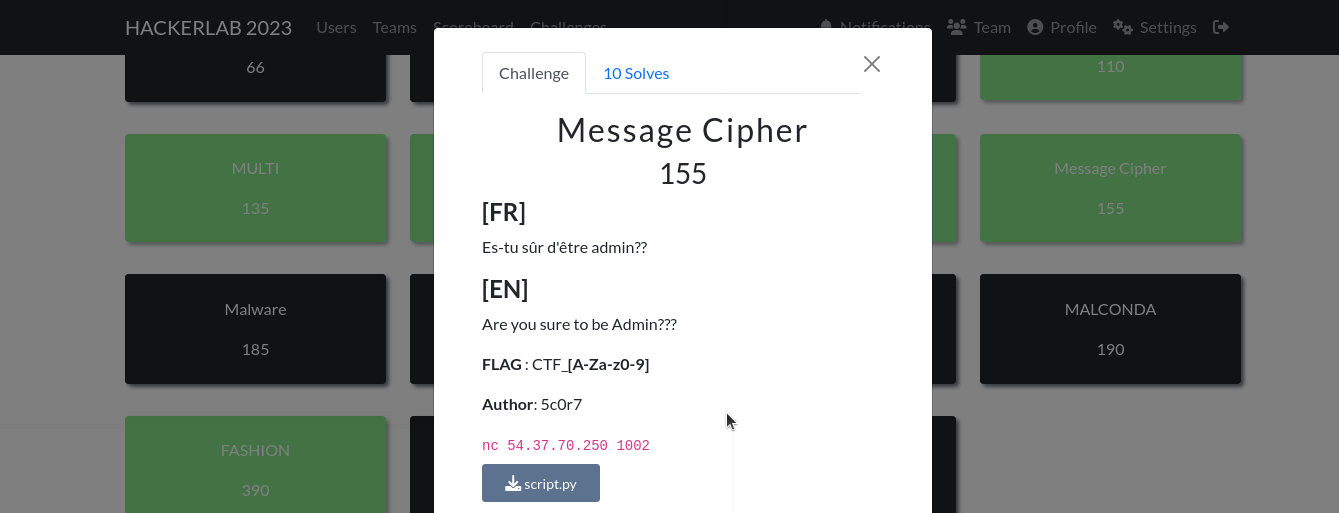 HACKERLAB 2023 Users Teams Scoreboard Challenges Notifications Team Profile Settings
66
110
Challenge 10 Solves
Message Cipher
155
[FR]
Es-tu sûr d'être admin??
[EN]
Are you sure to be Admin???
FLAG : CTF_[A-Za-z0-9]
Author: 5c0r7
nc 54.37.70.250 1002
script.py
MULTI
135
Message Cipher
155
Malware
185
MALCONDA
190
FASHION
390